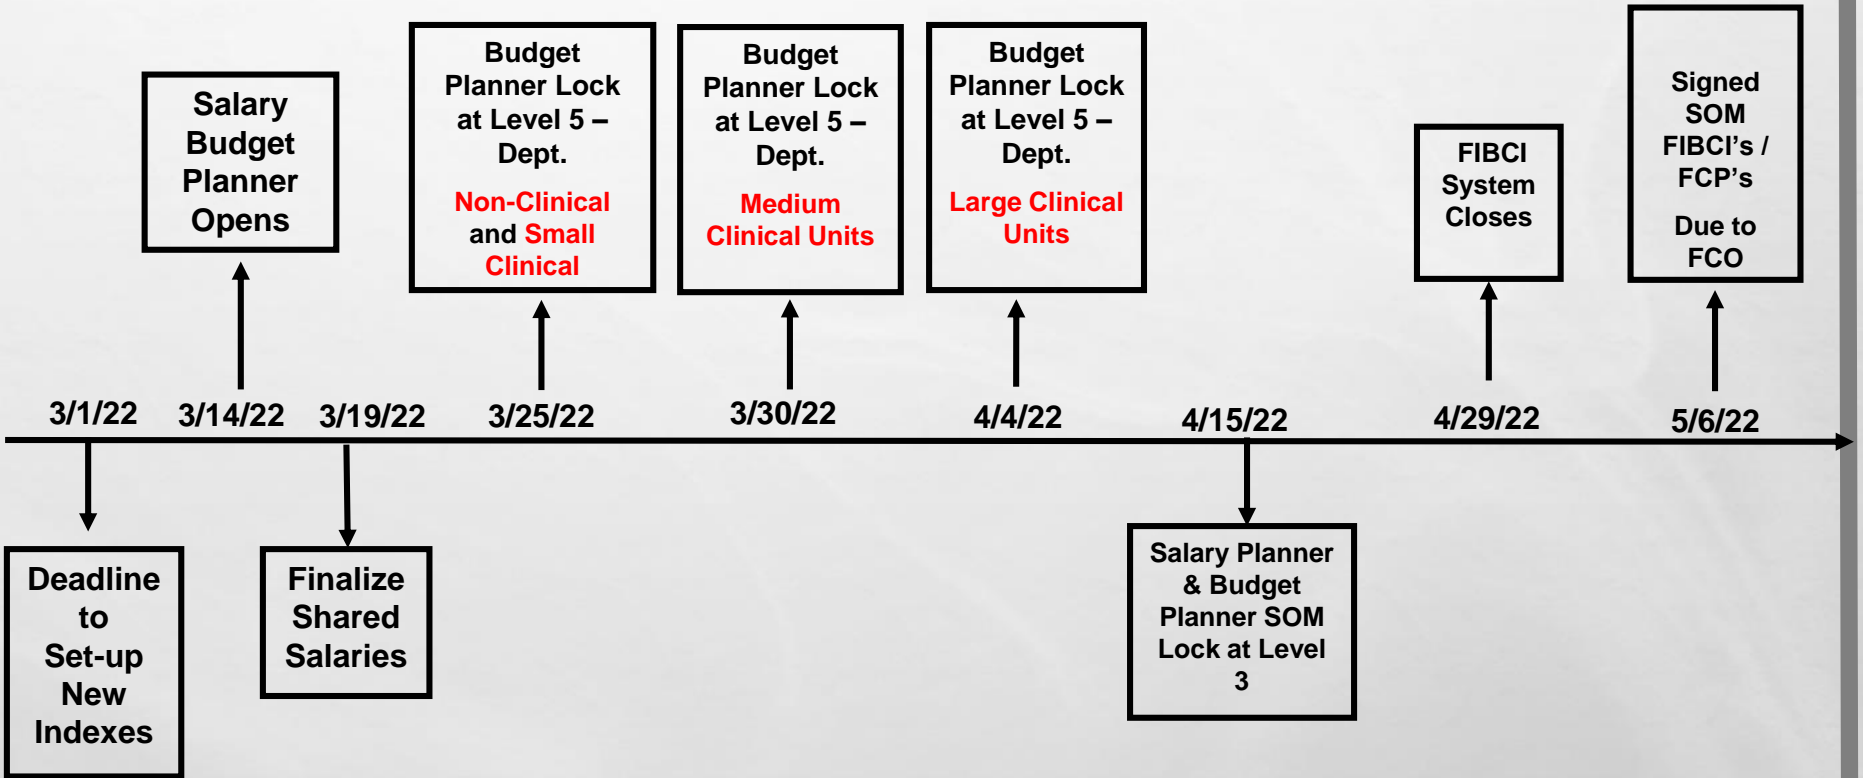 Salary
Budget
Planner
Opens
Budget
Planner Lock
at Level 5 –
Dept.
Non-Clinical
and Small
Clinical
Budget
Planner Lock
at Level 5 –
Dept.
Medium
Clinical Units
Budget
Planner Lock
at Level 5 –
Dept.
Large Clinical
Units
FIBCI
System
Closes
Signed
SOM
FIBCI's /
FCP's
Due to
FCO
3/1/22 3/14/22 3/19/22 3/25/22 3/30/22 4/4/22 4/15/22 4/29/22 5/6/22
Deadline
to
Set-up
New
Indexes
Finalize
Shared
Salaries
Salary Planner
& Budget
Planner SOM
Lock at Level
3